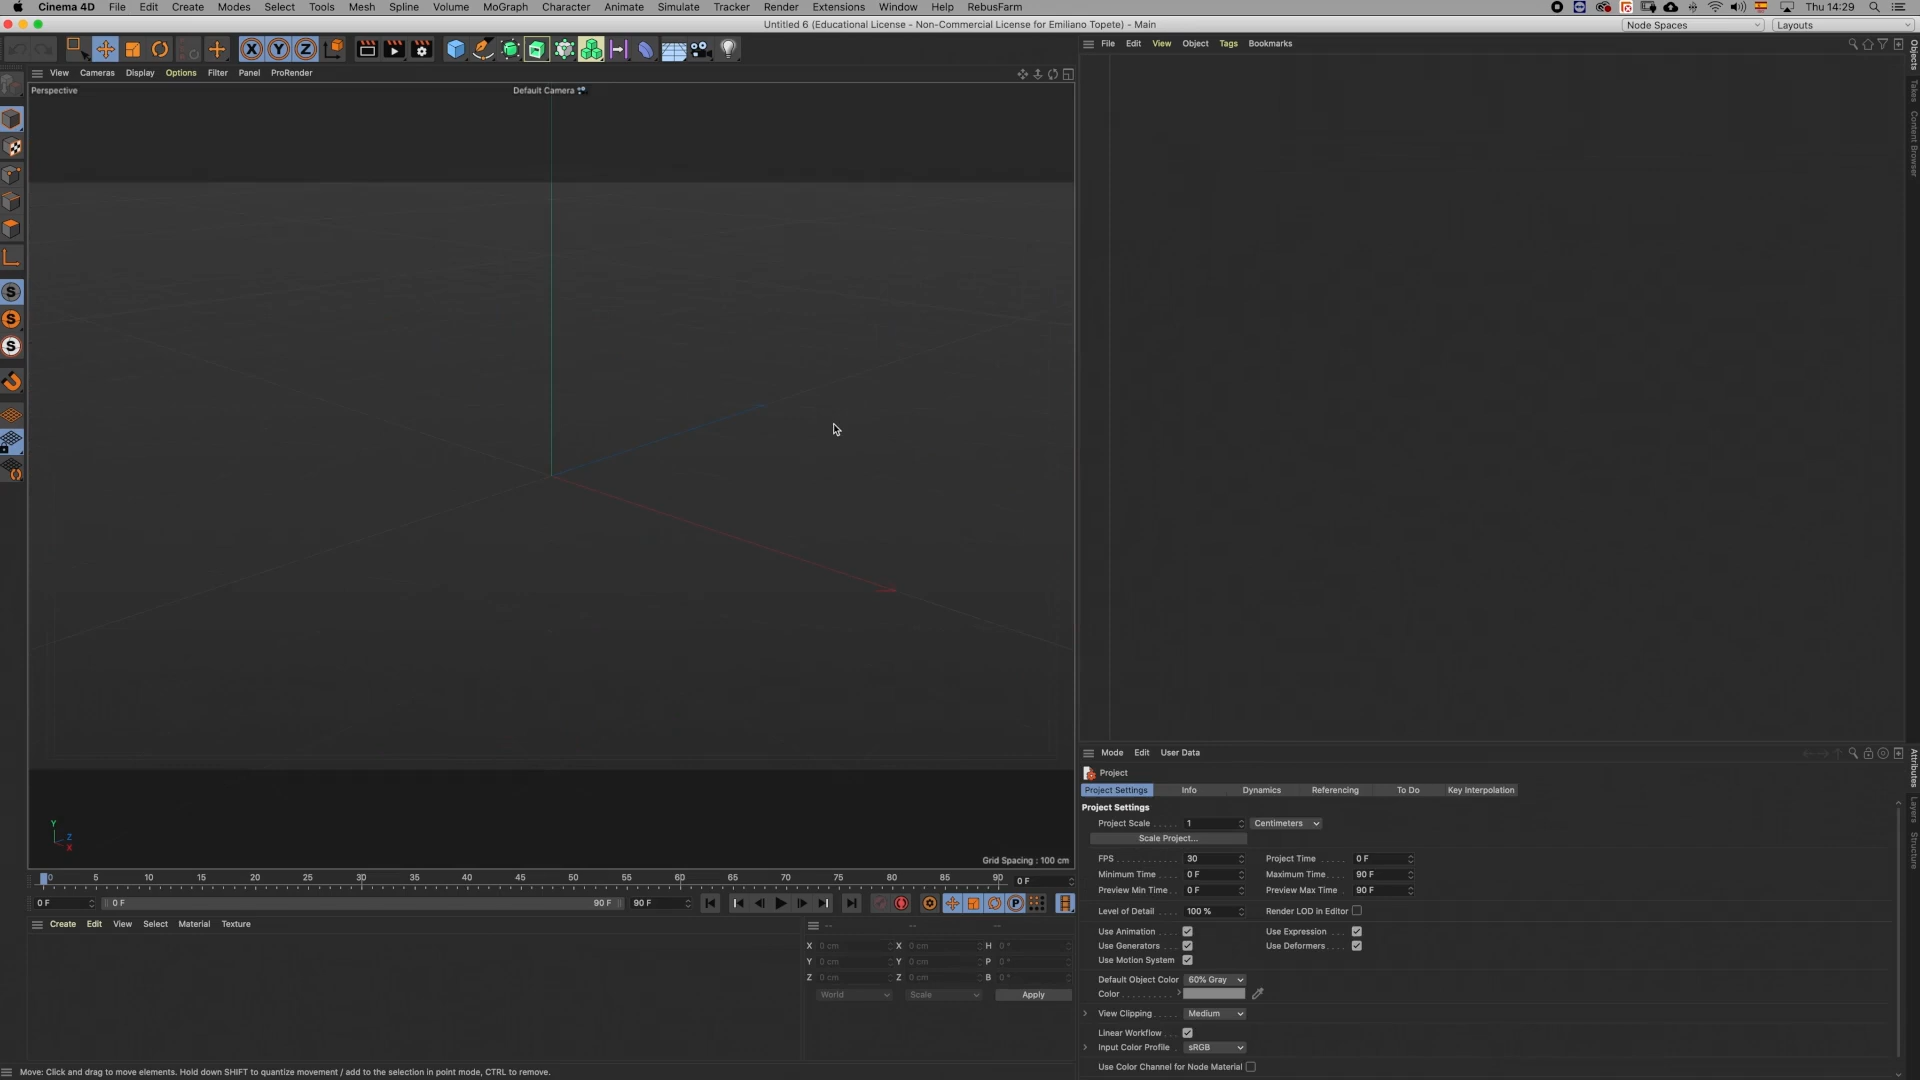 Cinema 4D File Edit Create Modes Select Tools Mesh Spline Volume MoGraph Character Animate Simulate Tracker Render Extensions Window Help RebusFarm Thu 14:29
Untitled 6 (Educational License - Non-Commercial License for Emiliano Topete) - Main Node Spaces Layouts
X Y Z
File Edit View Object Tags Bookmarks
View Cameras Display Options Filter Panel ProRender
Perspective Default Camera
Objects
Takes
Content Browser
S
S
S
Y
Z
X
Grid Spacing : 100 cm
0 5 10 15 20 25 30 35 40 45 50 55 60 65 70 75 80 85 90 0 F
0 F 0 F 90 F 90 F P
Create Edit View Select Material Texture
-- -- --
X 0 cm X 0 cm H 0 °
Y 0 cm Y 0 cm P 0 °
Z 0 cm Z 0 cm B 0 °
World Scale Apply
Move: Click and drag to move elements. Hold down SHIFT to quantize movement / add to the selection in point mode, CTRL to remove.
Mode Edit User Data
Project
Project Settings Info Dynamics Referencing To Do Key Interpolation
Project Settings
Project Scale 1 Centimeters
Scale Project...
FPS 30 Project Time 0 F
Minimum Time 0 F Maximum Time 90 F
Preview Min Time 0 F Preview Max Time 90 F
Level of Detail 100 % Render LOD in Editor
Use Animation Use Expression
Use Generators Use Deformers
Use Motion System
Default Object Color 60% Gray
Color
View Clipping Medium
Linear Workflow
Input Color Profile sRGB
Use Color Channel for Node Material
Attributes
Layers
Structure